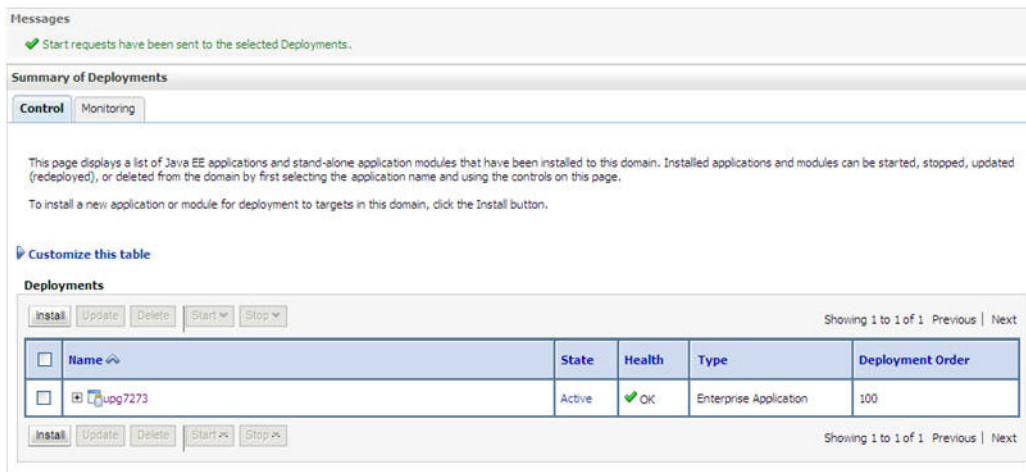 Messages
Start requests have been sent to the selected Deployments.
Summary of Deployments
Control Monitoring
This page displays a list of Java EE applications and stand-alone application modules that have been installed to this domain. Installed applications and modules can be started, stopped, updated
(redeployed), or deleted from the domain by first selecting the application name and using the controls on this page.
To install a new application or module for deployment to targets in this domain, click the Install button.
Customize this table
Deployments
Install Update Delete Start Stop Showing 1 to 1 of 1 Previous | Next
Name State Health Type Deployment Order
upg7273 Active OK Enterprise Application 100
Install Update Delete Start Stop Showing 1 to 1 of 1 Previous | Next